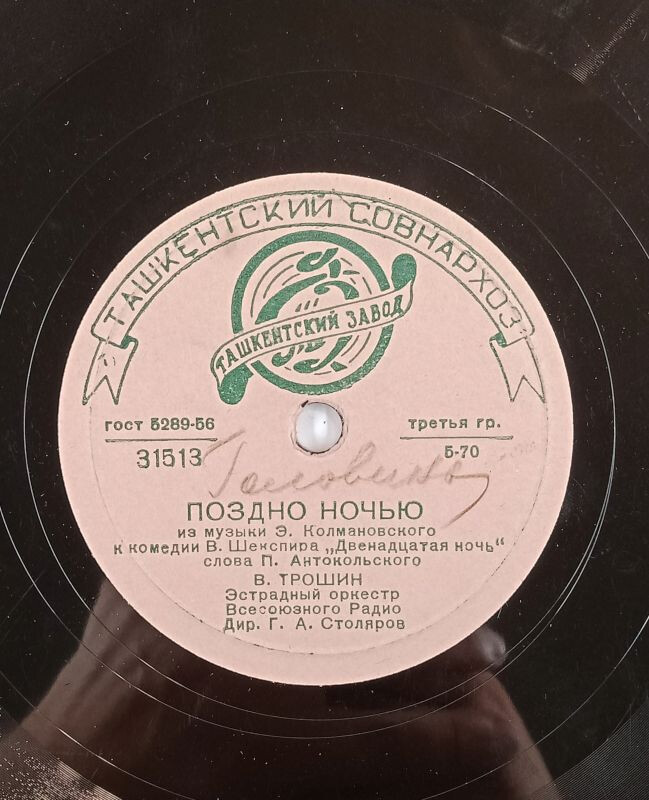 ТАШКЕНТСКИЙ СОВНАРХОЗ
ТАШКЕНТСКИЙ ЗАВОД
гост 5289-56
третья гр.
31513
5-70
Головина
ПОЗДНО НОЧЬЮ
из музыки Э. Колмановского
к комедии В. Шекспира „Двенадцатая ночь“
слова П. Антокольского
В. ТРОШИН
Эстрадный оркестр
Всесоюзного Радио
Дир. Г. А. Столяров